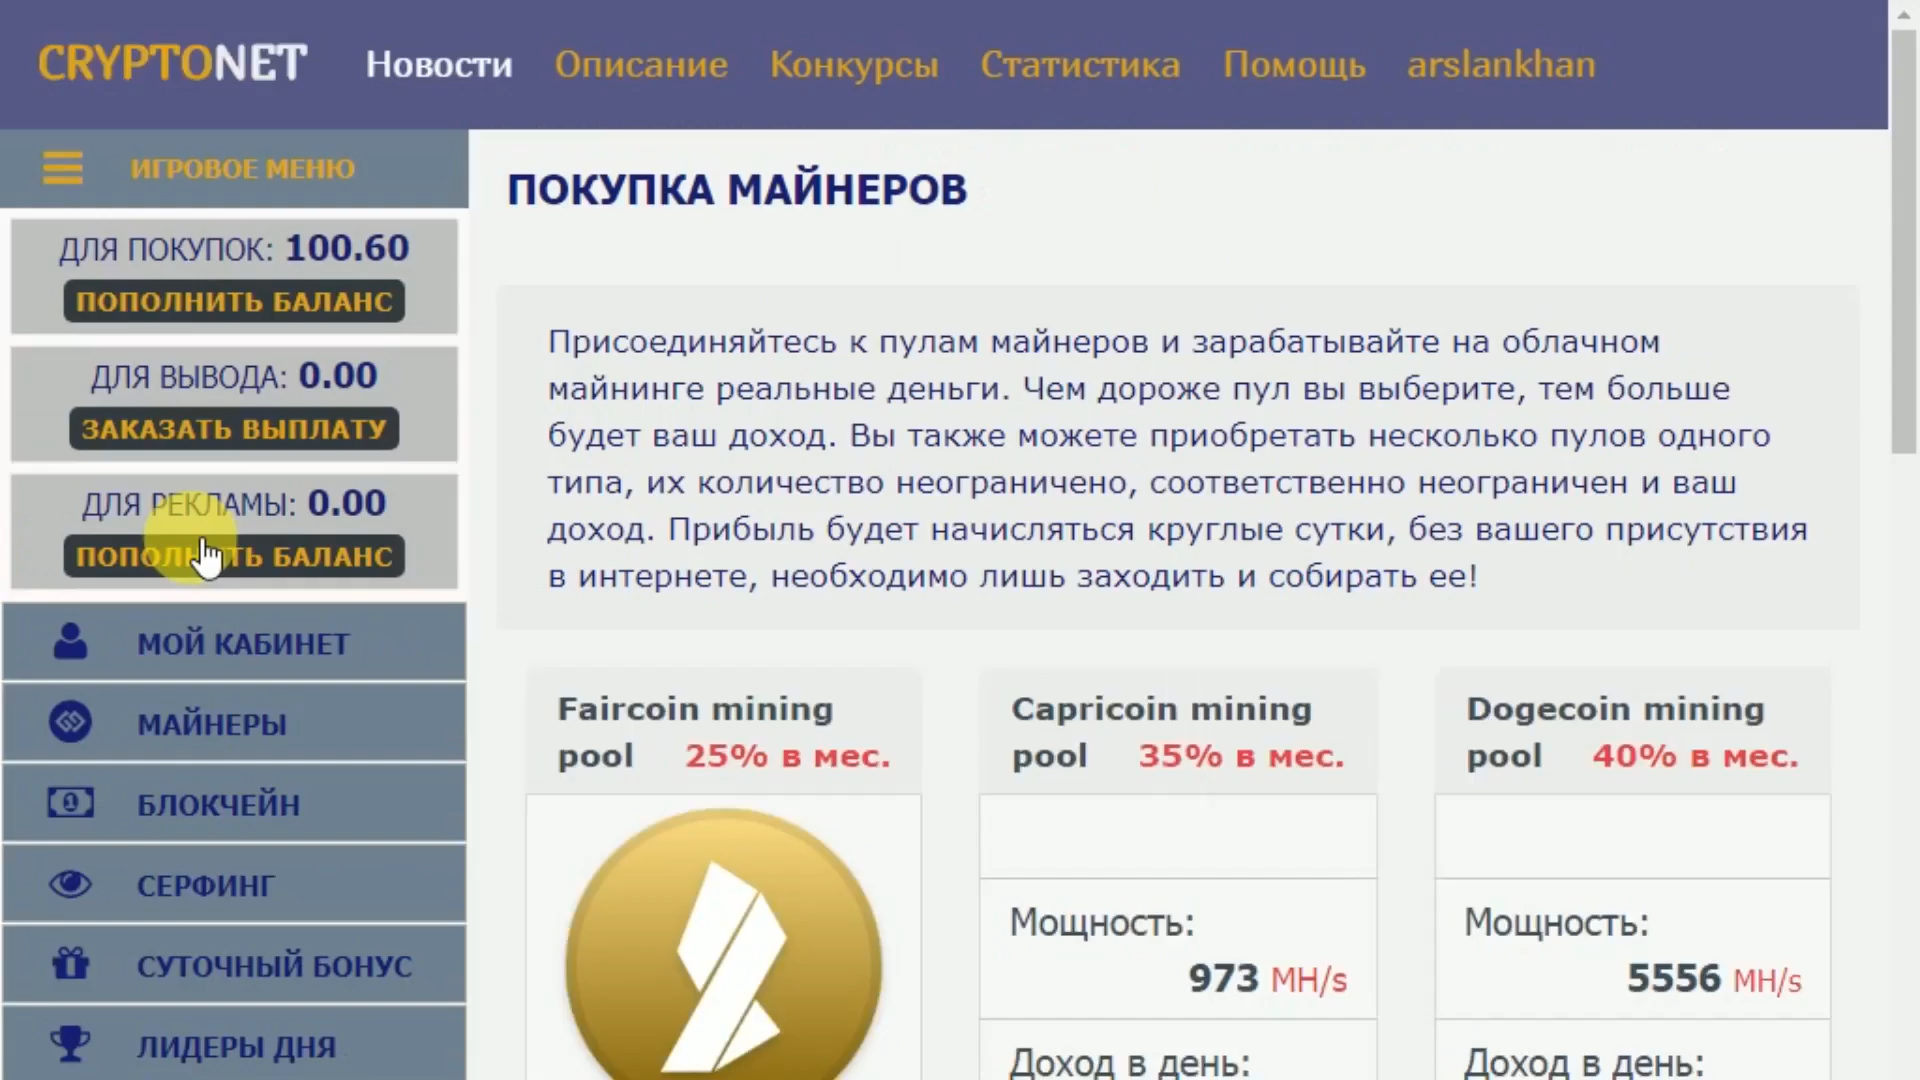 CRYPTONET
Новости Описание Конкурсы Статистика Помощь arslankhan
ИГРОВОЕ МЕНЮ
ДЛЯ ПОКУПОК: 100.60
ПОПОЛНИТЬ БАЛАНС
ДЛЯ ВЫВОДА: 0.00
ЗАКАЗАТЬ ВЫПЛАТУ
ДЛЯ РЕКЛАМЫ: 0.00
ПОПОЛНИТЬ БАЛАНС
МОЙ КАБИНЕТ
МАЙНЕРЫ
БЛОКЧЕЙН
СЕРФИНГ
СУТОЧНЫЙ БОНУС
ЛИДЕРЫ ДНЯ
ПОКУПКА МАЙНЕРОВ
Присоединяйтесь к пулам майнеров и зарабатывайте на облачном
майнинге реальные деньги. Чем дороже пул вы выберите, тем больше
будет ваш доход. Вы также можете приобретать несколько пулов одного
типа, их количество неограничено, соответственно неограничен и ваш
доход. Прибыль будет начисляться круглые сутки, без вашего присутствия
в интернете, необходимо лишь заходить и собирать ее!
Faircoin mining
pool 25% в мес.
Capricoin mining
pool 35% в мес.
Мощность:
973 MH/s
Доход в день:
Dogecoin mining
pool 40% в мес.
Мощность:
5556 MH/s
Доход в день: